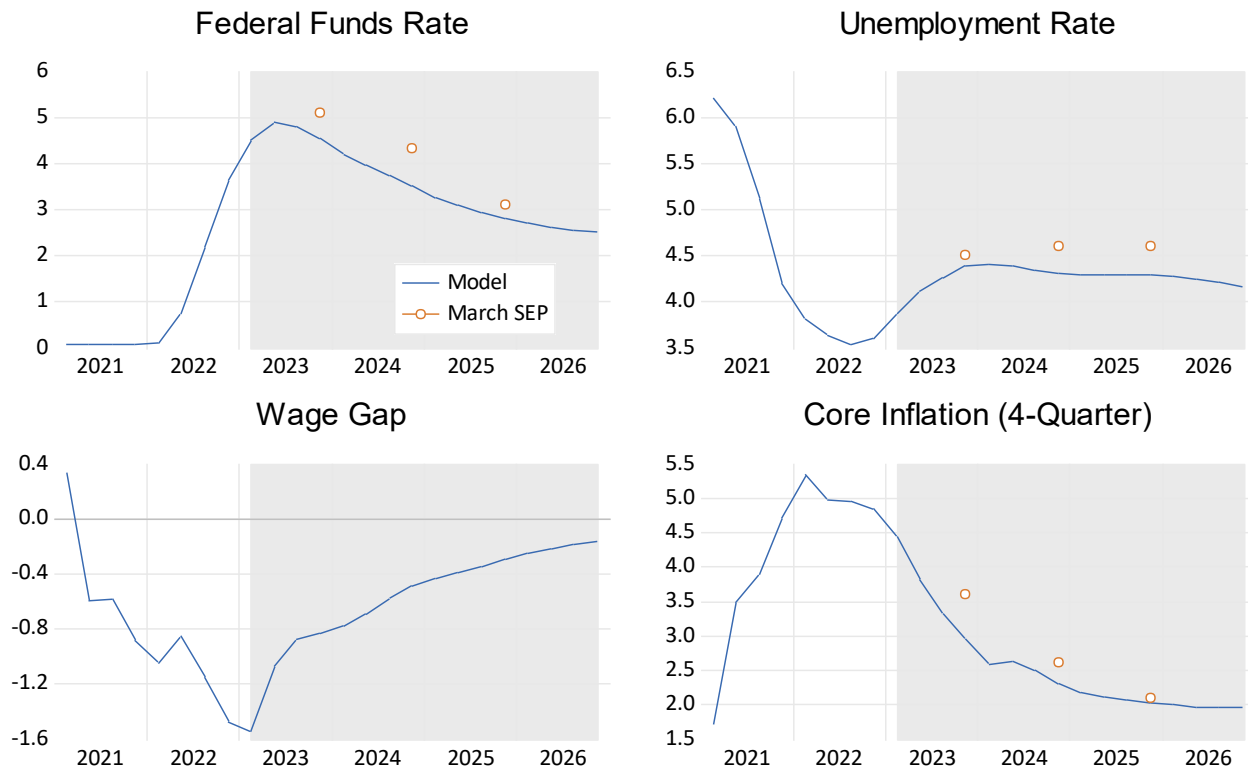 Federal Funds Rate
6
5
4
3
2
1
0
Model
March SEP
2021 2022 2023 2024 2025 2026
Unemployment Rate
6.5
6.0
5.5
5.0
4.5
4.0
3.5
2021 2022 2023 2024 2025 2026
Wage Gap
0.4
0.0
-0.4
-0.8
-1.2
-1.6
2021 2022 2023 2024 2025 2026
Core Inflation (4-Quarter)
5.5
5.0
4.5
4.0
3.5
3.0
2.5
2.0
1.5
2021 2022 2023 2024 2025 2026